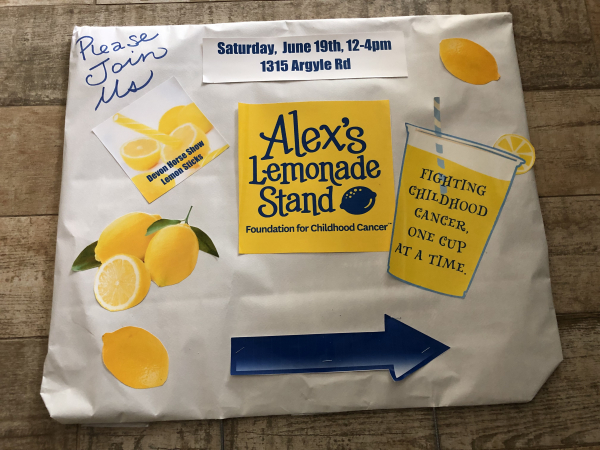 Please
Join
Us
Saturday, June 19th, 12-4pm
1315 Argyle Rd
Devon Horse Show
Lemon Sticks
Alex's
Lemonade
Stand
Foundation for Childhood Cancer™
FIGHTING
CHILDHOOD
CANCER,
ONE CUP
AT A TIME.